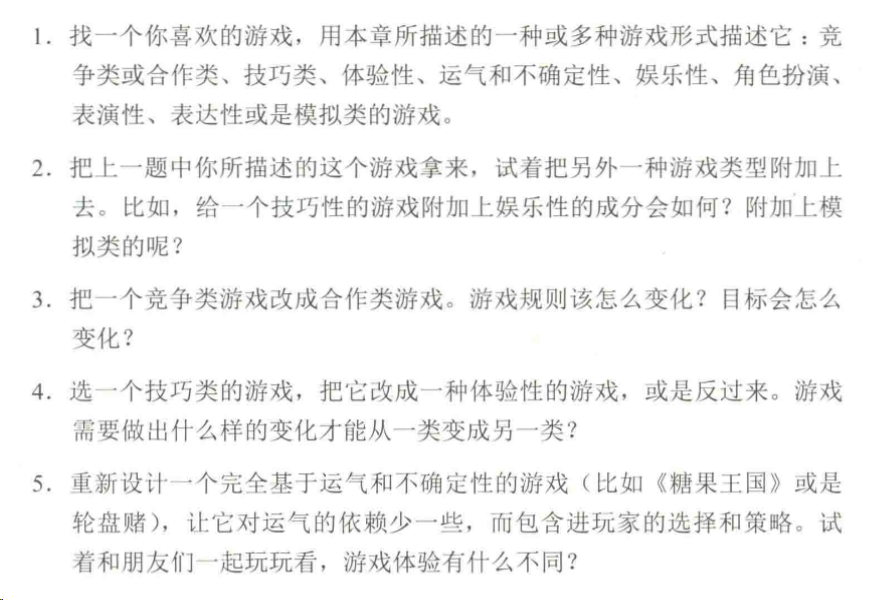 1. 找一个你喜欢的游戏，用本章所描述的一种或多种游戏形式描述它：竞
争类或合作类、技巧类、体验性、运气和不确定性、娱乐性、角色扮演、
表演性、表达性或是模拟类的游戏。
2. 把上一题中你所描述的这个游戏拿来，试着把另外一种游戏类型附加上
去。比如，给一个技巧性的游戏附加上娱乐性的成分会如何？附加上模
拟类的呢？
3. 把一个竞争类游戏改成合作类游戏。游戏规则该怎么变化？目标会怎么
变化？
4. 选一个技巧类的游戏，把它改成一种体验性的游戏，或是反过来。游戏
需要做出什么样的变化才能从一类变成另一类？
5. 重新设计一个完全基于运气和不确定性的游戏（比如《糖果王国》或是
轮盘赌），让它对运气的依赖少一些，而包含进玩家的选择和策略。试
着和朋友们一起玩玩看，游戏体验有什么不同？